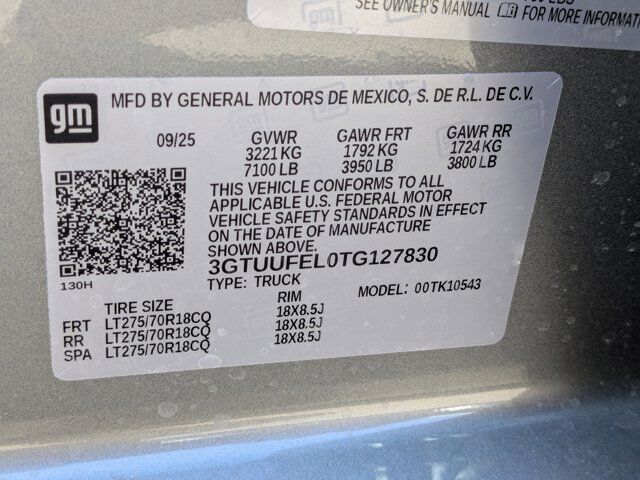 SEE OWNER'S MANUAL FOR MORE INFORMAT
gm
MFD BY GENERAL MOTORS DE MEXICO, S. DE R.L. DE C.V.
09/25 GVWR GAWR FRT GAWR RR
3221 KG 1792 KG 1724 KG
7100 LB 3950 LB 3800 LB
THIS VEHICLE CONFORMS TO ALL
APPLICABLE U.S. FEDERAL MOTOR
VEHICLE SAFETY STANDARDS IN EFFECT
ON THE DATE OF MANUFACTURE
SHOWN ABOVE.
3GTUUFEL0TG127830
130H
TYPE: TRUCK MODEL: 00TK10543
TIRE SIZE RIM
FRT LT275/70R18CQ 18X8.5J
RR LT275/70R18CQ 18X8.5J
SPA LT275/70R18CQ 18X8.5J